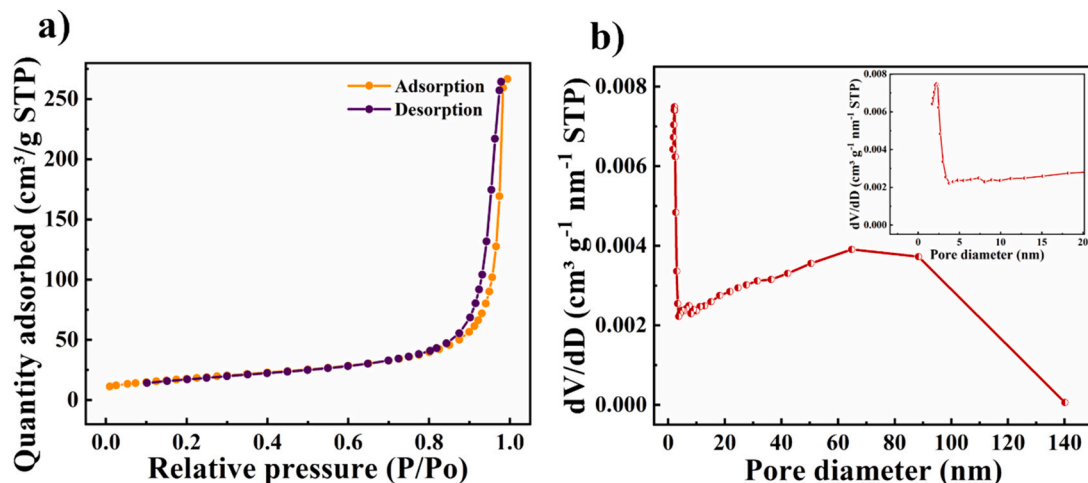 a)
Quantity adsorbed (cm³/g STP)
250
200
150
100
50
0
Adsorption
Desorption
0.0 0.2 0.4 0.6 0.8 1.0
Relative pressure (P/Po)
b)
dV/dD (cm³ g⁻¹ nm⁻¹ STP)
0.008
0.006
0.004
0.002
0.000
0 20 40 60 80 100 120 140
Pore diameter (nm)
dV/dD (cm³ g⁻¹ nm⁻¹ STP)
0.008
0.006
0.004
0.002
0.000
0 5 10 15 20
Pore diameter (nm)